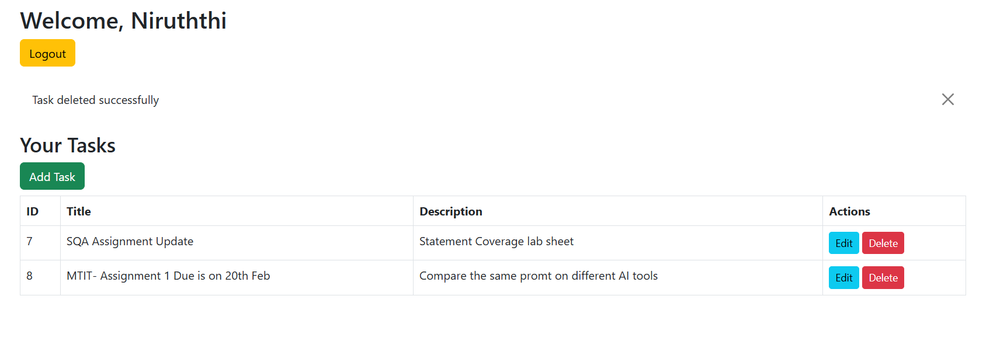 Welcome, Niruththi
Logout
Task deleted successfully
Your Tasks
Add Task
ID Title Description Actions
7 SQA Assignment Update Statement Coverage lab sheet Edit Delete
8 MTIT- Assignment 1 Due is on 20th Feb Compare the same promt on different AI tools Edit Delete